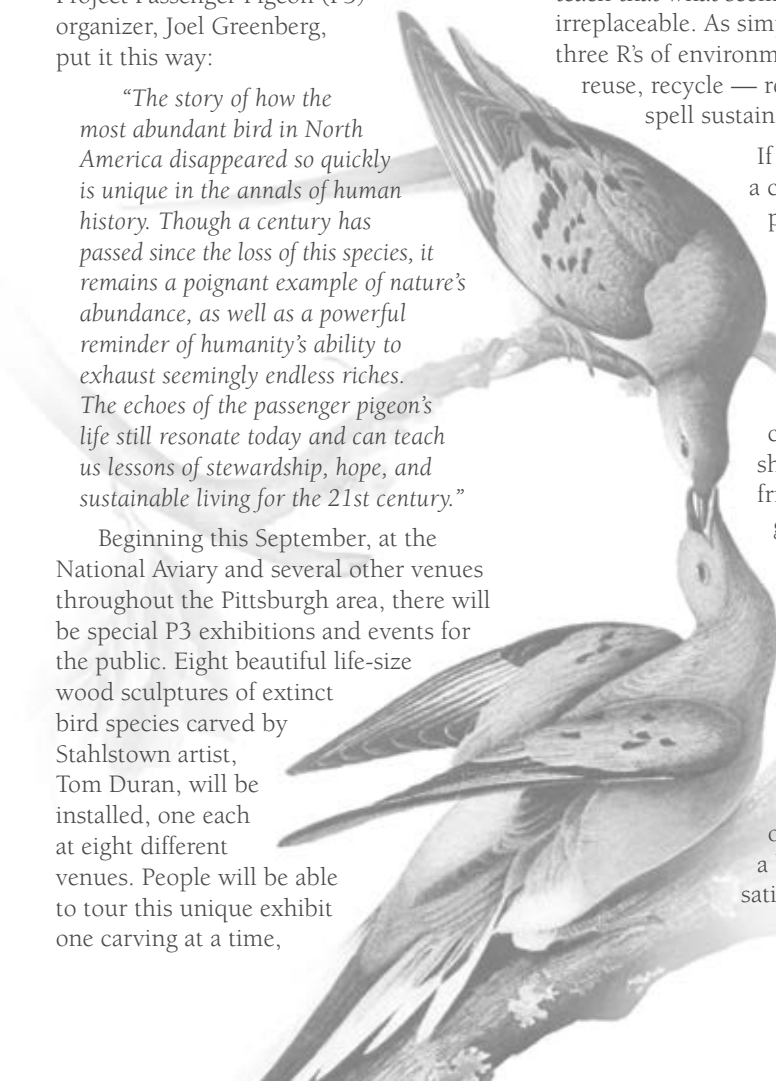 Project Passenger Pigeon (P3)
organizer, Joel Greenberg,
put it this way:
“The story of how the
most abundant bird in North
America disappeared so quickly
is unique in the annals of human
history. Though a century has
passed since the loss of this species, it
remains a poignant example of nature’s
abundance, as well as a powerful
reminder of humanity’s ability to
exhaust seemingly endless riches.
The echoes of the passenger pigeon’s
life still resonate today and can teach
us lessons of stewardship, hope, and
sustainable living for the 21st century.”
Beginning this September, at the
National Aviary and several other venues
throughout the Pittsburgh area, there will
be special P3 exhibitions and events for
the public. Eight beautiful life-size
wood sculptures of extinct
bird species carved by
Stahlstown artist,
Tom Duran, will be
installed, one each
at eight different
venues. People will be able
to tour this unique exhibit
one carving at a time,
teach that what
irreplaceable. As
three R’s of
reuse, recycle —
spell
If
a